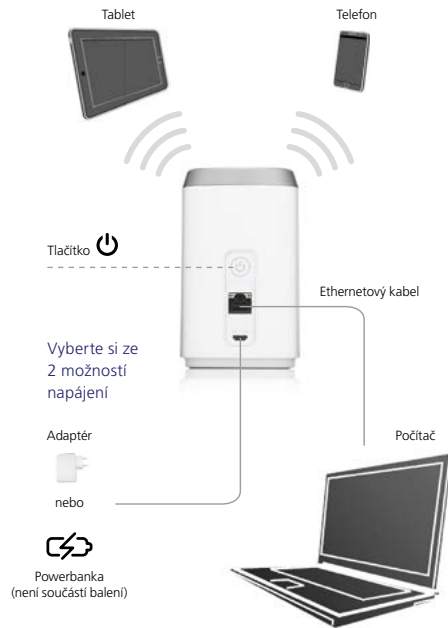 Tablet
Telefon
Tlačítko
Ethernetový kabel
Vyberte si ze
2 možností
napájení
Adaptér
Počítač
nebo
Powerbanka
(není součástí balení)